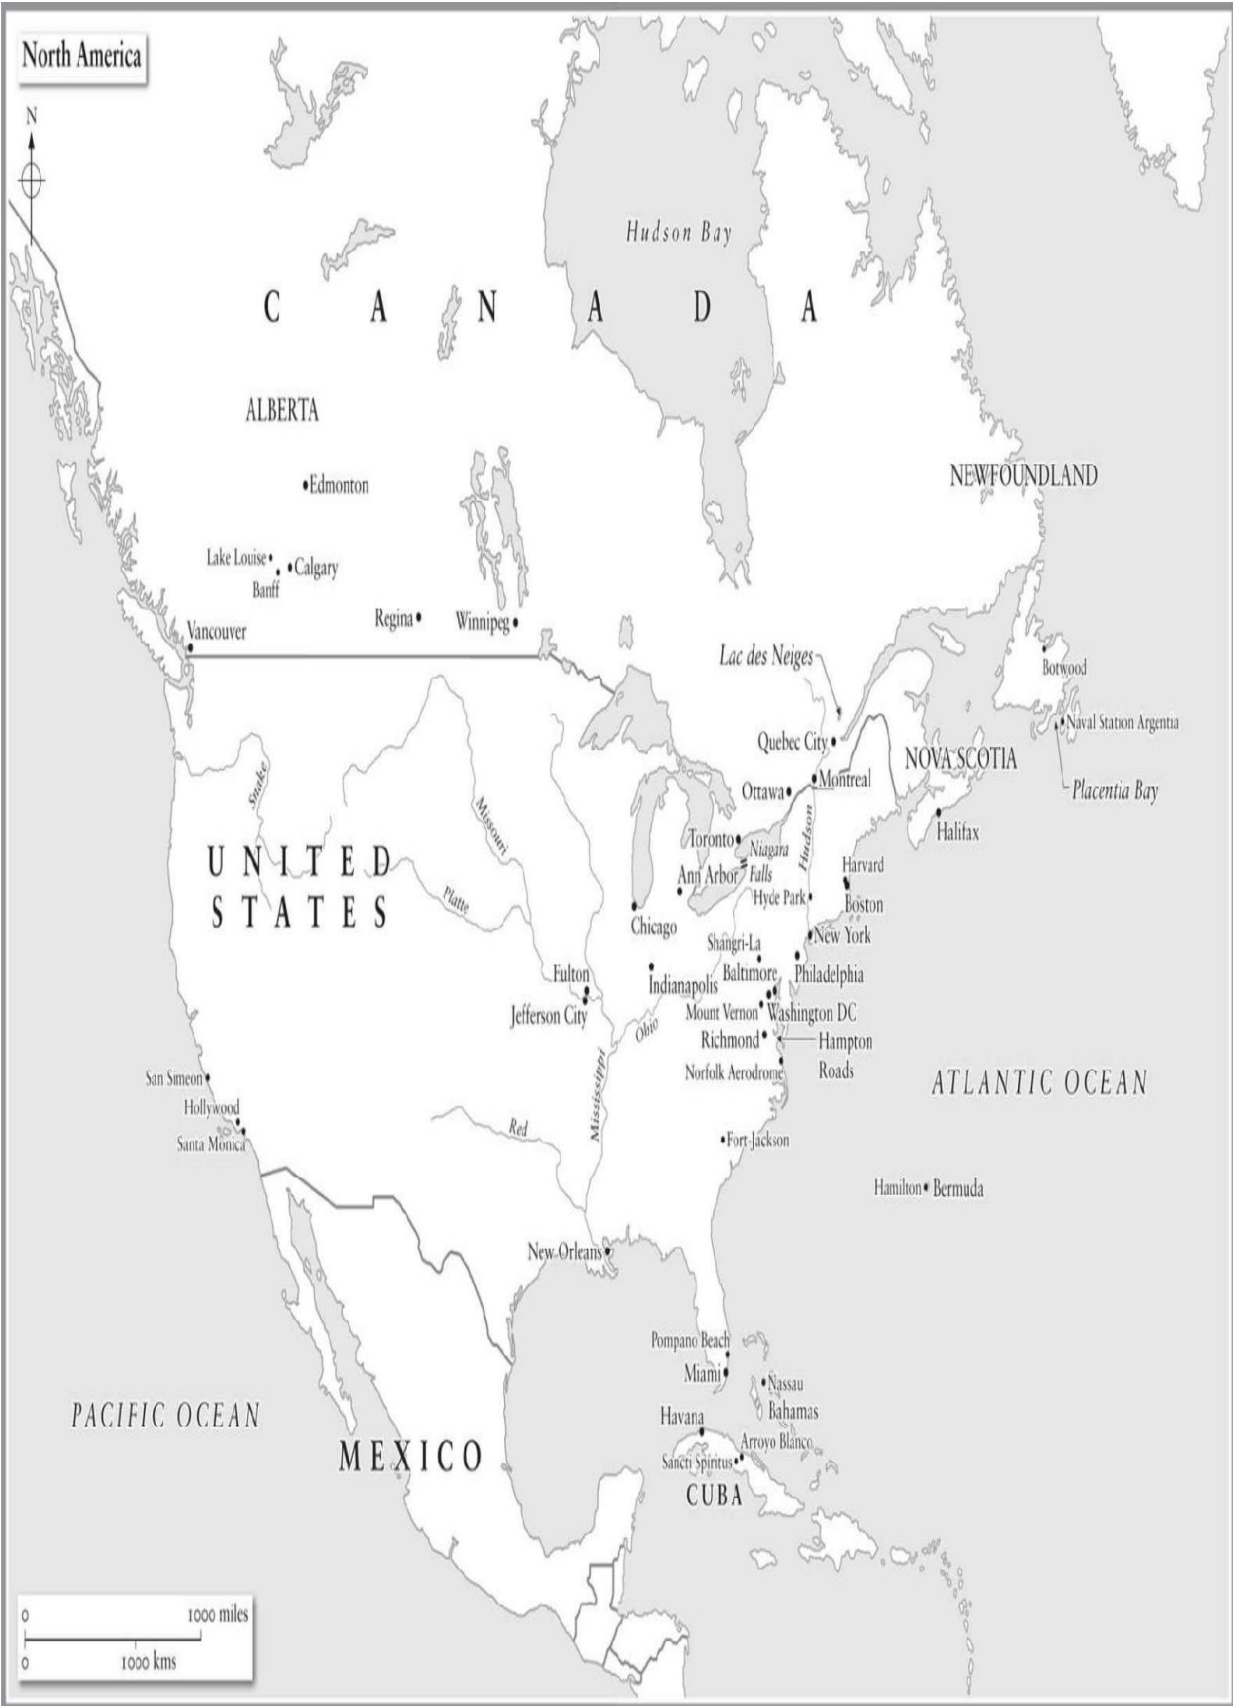 North America
N
Hudson Bay
CANADA
ALBERTA
NEWFOUNDLAND
Edmonton
Lake Louise
Calgary
Banff
Regina
Winnipeg
Vancouver
Lac des Neiges
Botwood
Naval Station Argentia
Quebec City
NOVA SCOTIA
Montreal
Ottawa
Placentia Bay
Snake
Missouri
Hudson
Halifax
Toronto
Niagara
Falls
UNITED
STATES
Harvard
Ann Arbor
Hyde Park
Boston
Platte
Chicago
New York
Shangri-La
Fulton
Indianapolis
Baltimore
Philadelphia
Jefferson City
Mount Vernon
Washington DC
Ohio
Richmond
Hampton
Roads
Norfolk Aerodrome
San Simeon
ATLANTIC OCEAN
Mississippi
Hollywood
Santa Monica
Red
Fort Jackson
Hamilton
Bermuda
New Orleans
Pompano Beach
Miami
Nassau
Bahamas
PACIFIC OCEAN
Havana
Arroyo Blanco
MEXICO
Sancti Spiritus
CUBA
0 1000 miles
0 1000 kms